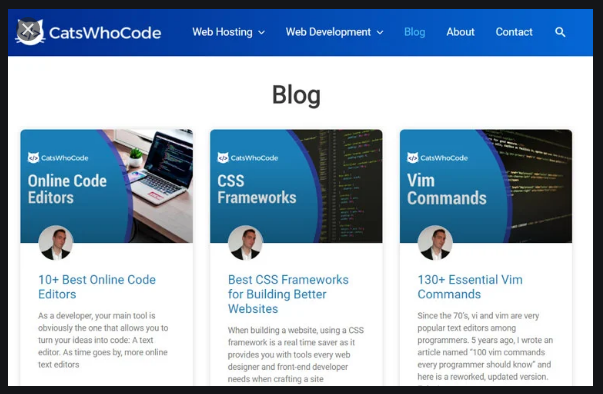 CatsWhoCode
Web Hosting Web Development Blog About Contact
Blog
CatsWhoCode
Online Code
Editors
10+ Best Online Code
Editors
As a developer, your main tool is
obviously the one that allows you to
turn your ideas into code: A text
editor. As time goes by, more online
text editors
CatsWhoCode
CSS
Frameworks
Best CSS Frameworks
for Building Better
Websites
When building a website, using a CSS
framework is a real time saver as it
provides you with tools every web
designer and front-end developer
needs when crafting a site
CatsWhoCode
Vim
Commands
130+ Essential Vim
Commands
Since the 70's, vi and vim are very
popular text editors among
programmers. 5 years ago, I wrote an
article named "100 vim commands
every programmer should know" and
here is a reworked, updated version.